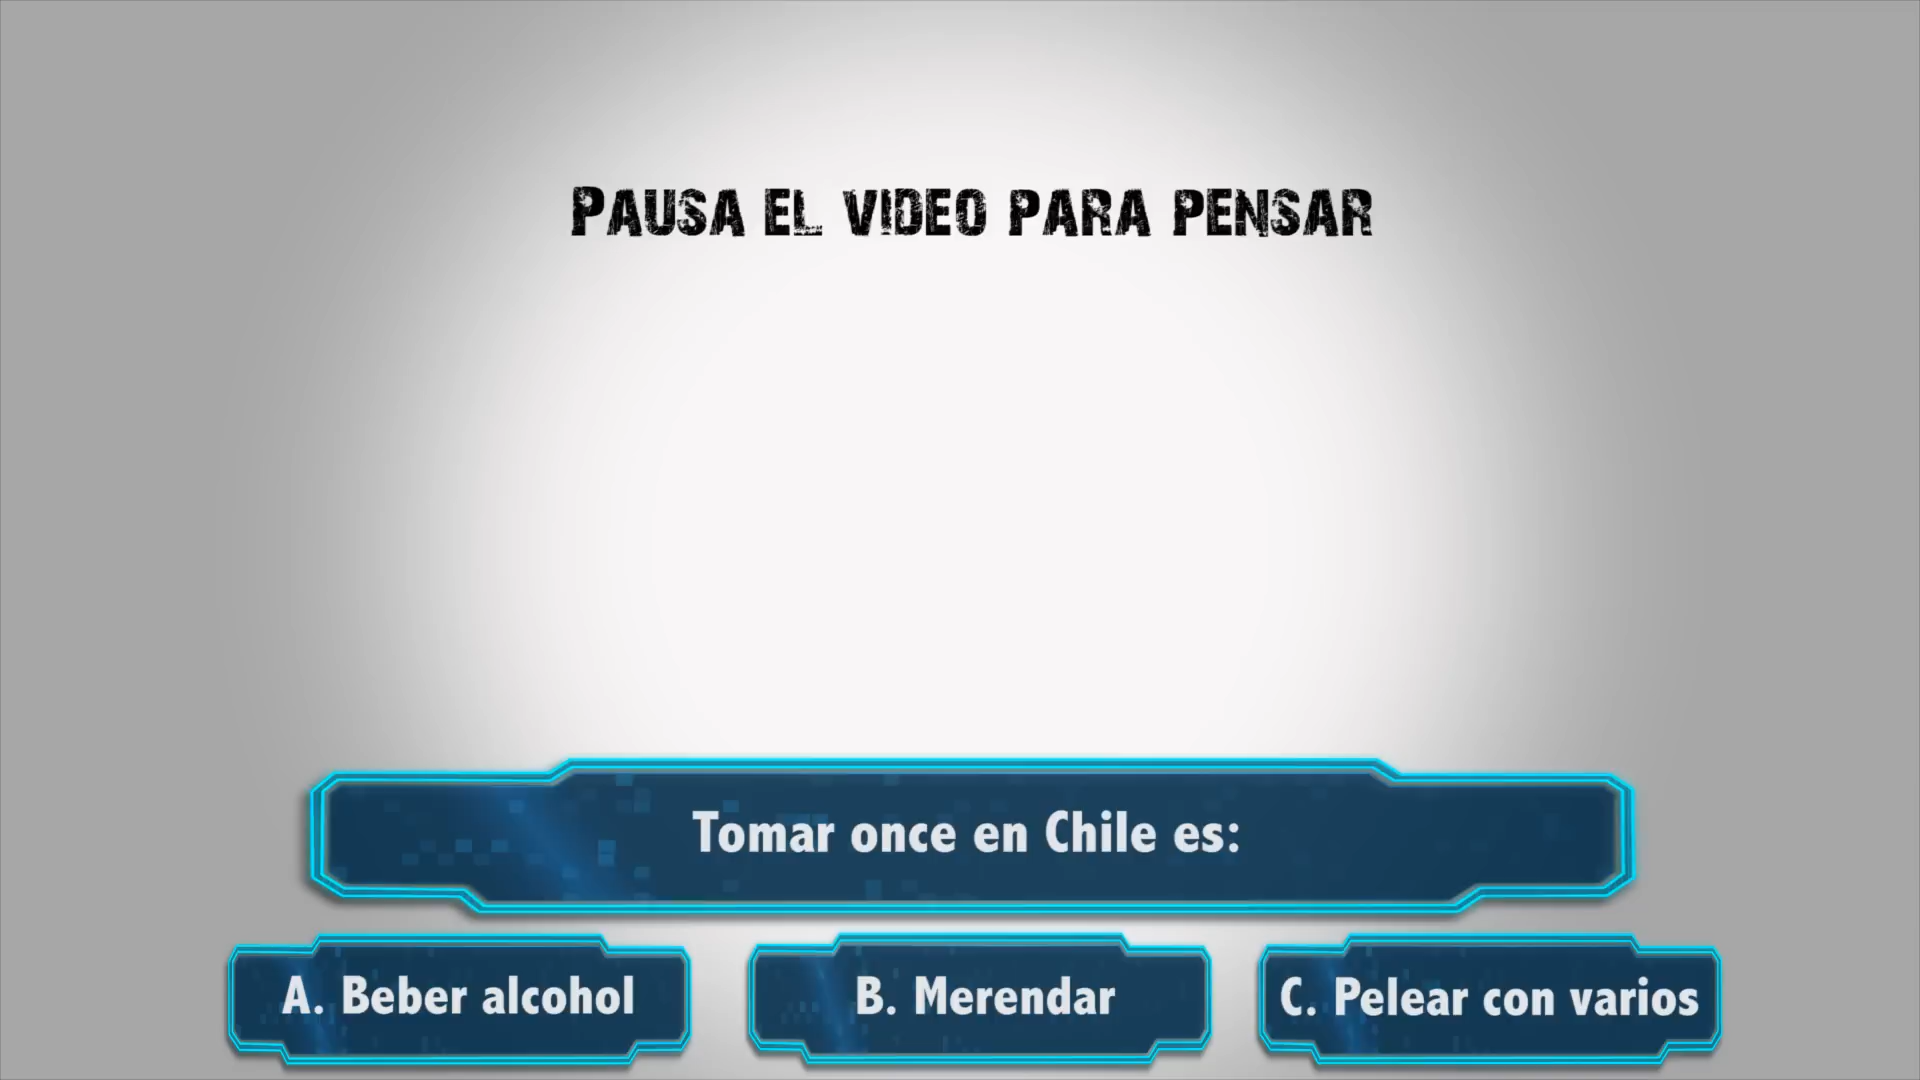 PAUSA EL VIDEO PARA PENSAR
Tomar once en Chile es:
A. Beber alcohol
B. Merendar
C. Pelear con varios